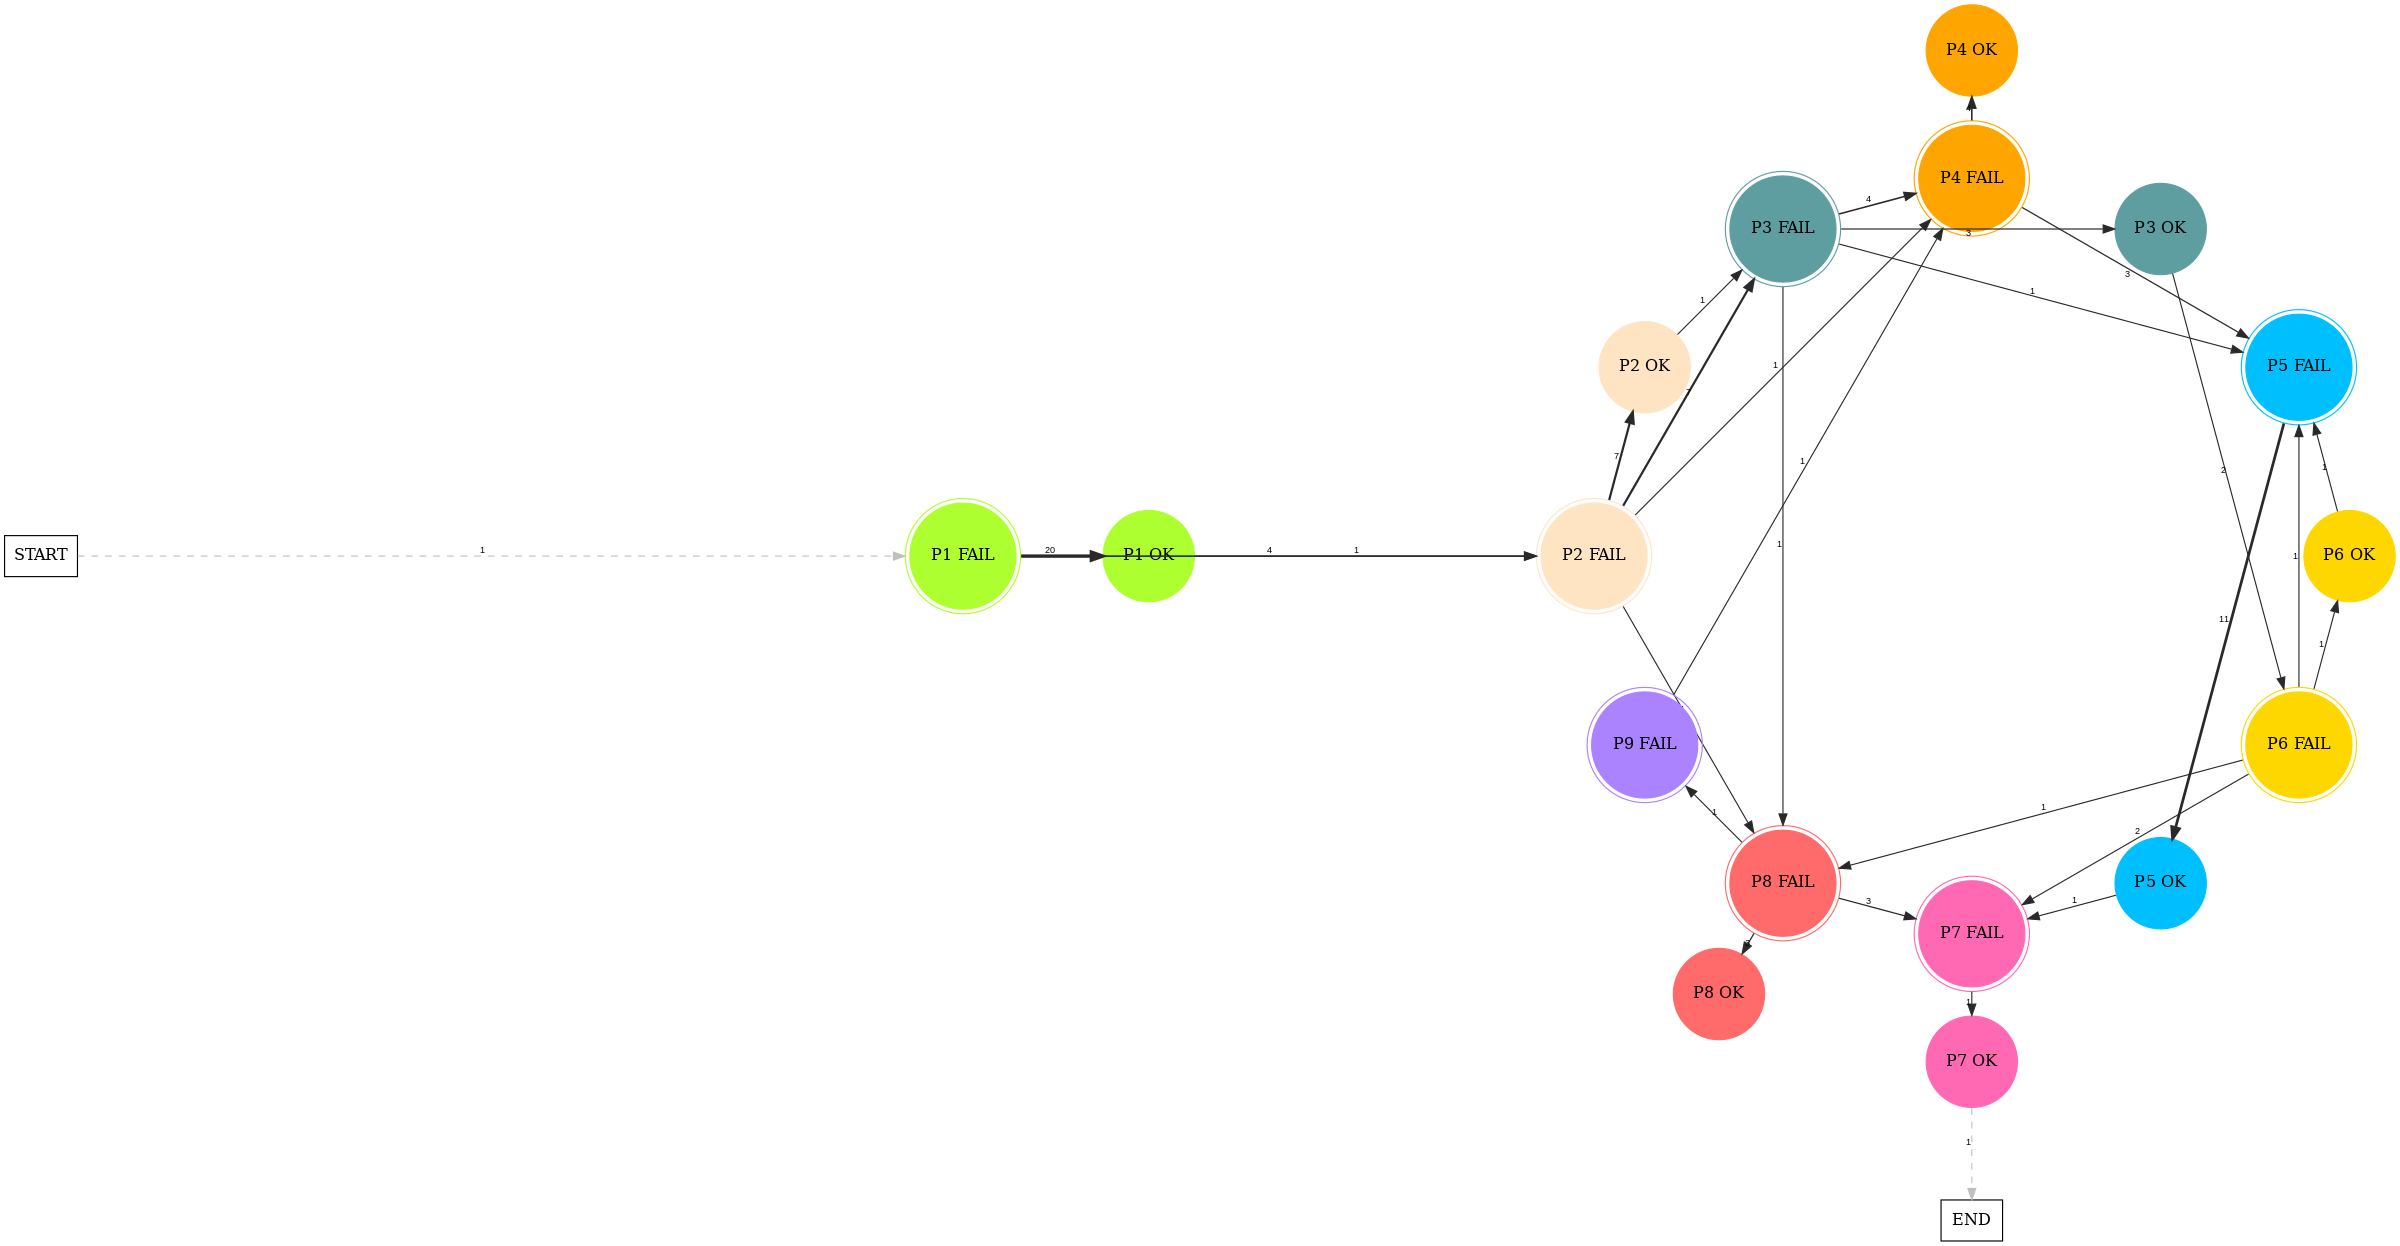 P4 OK
P4 FAIL
4
P3 FAIL
P3 OK
3
3
1
1
P2 OK
1
P5 FAIL
7
2
1
1
START
1
P1 FAIL
20
P1 OK
4
1
P2 FAIL
1
1
P6 OK
11
1
P9 FAIL
P6 FAIL
1
1
2
P8 FAIL
P5 OK
3
1
P7 FAIL
P8 OK
1
P7 OK
1
END